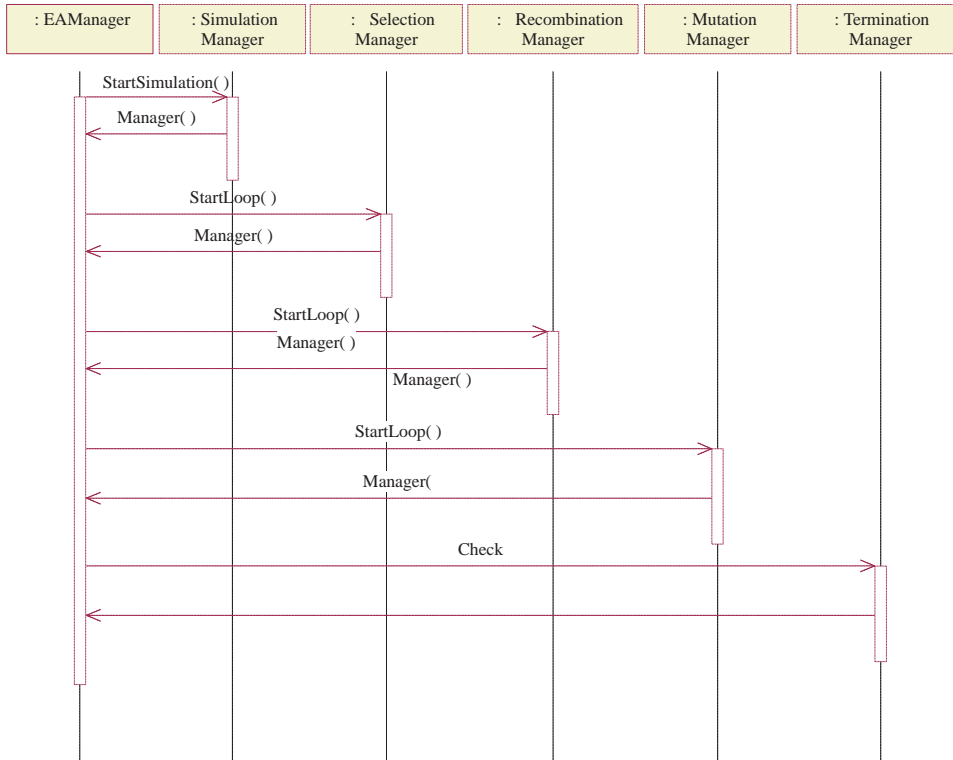 : EAManager
: Simulation
Manager
: Selection
Manager
: Recombination
Manager
: Mutation
Manager
: Termination
Manager
StartSimulation( )
Manager( )
StartLoop( )
Manager( )
StartLoop( )
Manager( )
Manager( )
StartLoop( )
Manager(
Check